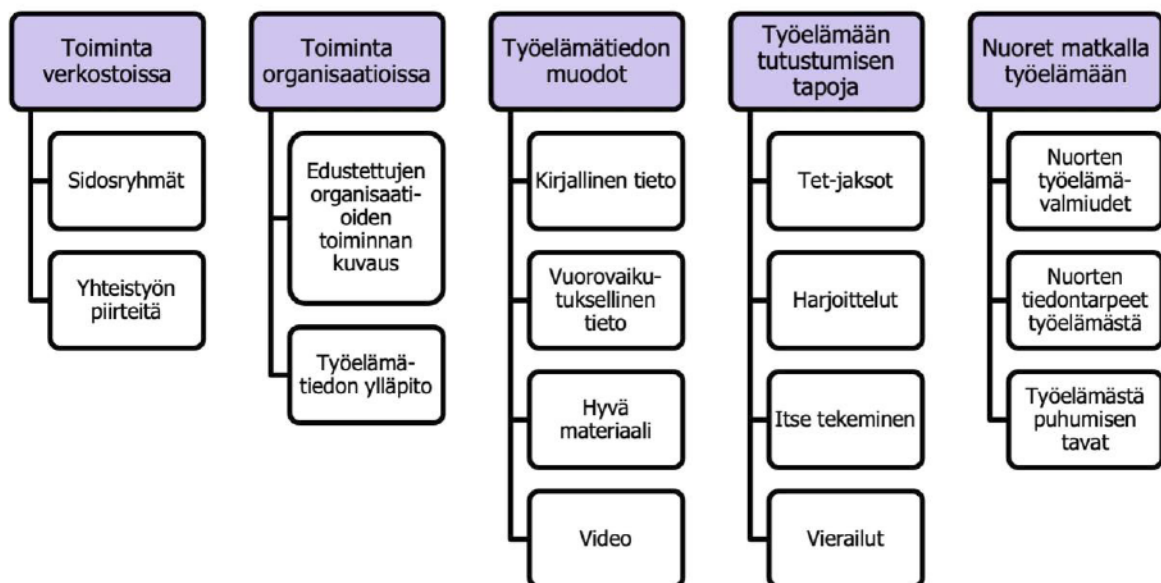 Toiminta
verkostoissa
Sidosryhmät
Yhteistyön
piirteitä
Toiminta
organisaatioissa
Edustettujen
organisaati-
oiden
toiminnan
kuvaus
Työelämä-
tiedon ylläpito
Työelämätiedon
muodot
Kirjallinen tieto
Vuorovaiku-
tuksellinen
tieto
Hyvä
materiaali
Video
Työelämään
tutustumisen
tapoja
Tet-jaksot
Harjoittelut
Itse tekeminen
Vierailut
Nuoret matkalla
työelämään
Nuorten
työelämä-
valmiudet
Nuorten
tiedontarpeet
työelämästä
Työelämästä
puhumisen
tavat